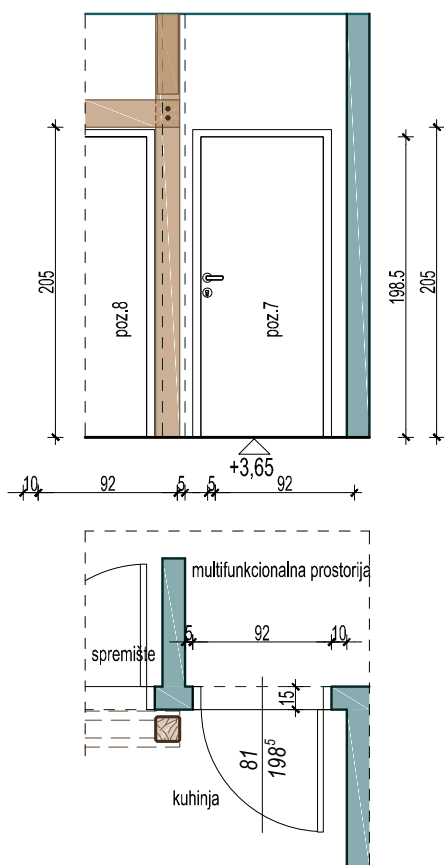 205
poz.8
poz.7
198.5
205
+3,65
10 92 5 5 92
multifunkcionalna prostorija
5 92 10
spremište
15
81
198⁵
kuhinja